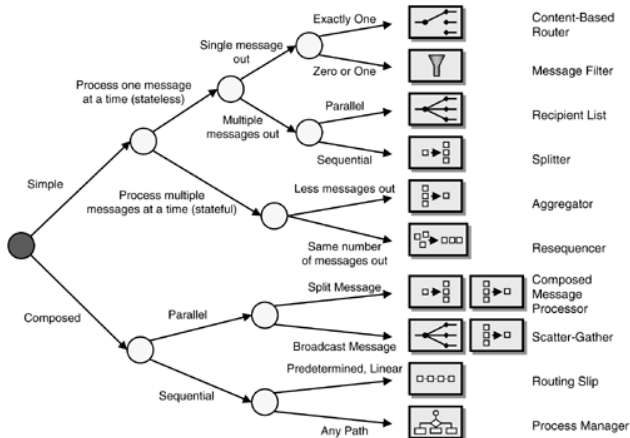 Exactly One
Content-Based
Router
Single message
out
Zero or One
Message Filter
Process one message
at a time (stateless)
Multiple
messages out
Parallel
Recipient List
Sequential
Splitter
Simple
Process multiple
messages at a time (stateful)
Less messages out
Aggregator
Same number
of messages out
Resequencer
Composed
Parallel
Split Message
Composed
Message
Processor
Broadcast Message
Scatter-Gather
Sequential
Predetermined, Linear
Routing Slip
Any Path
Process Manager